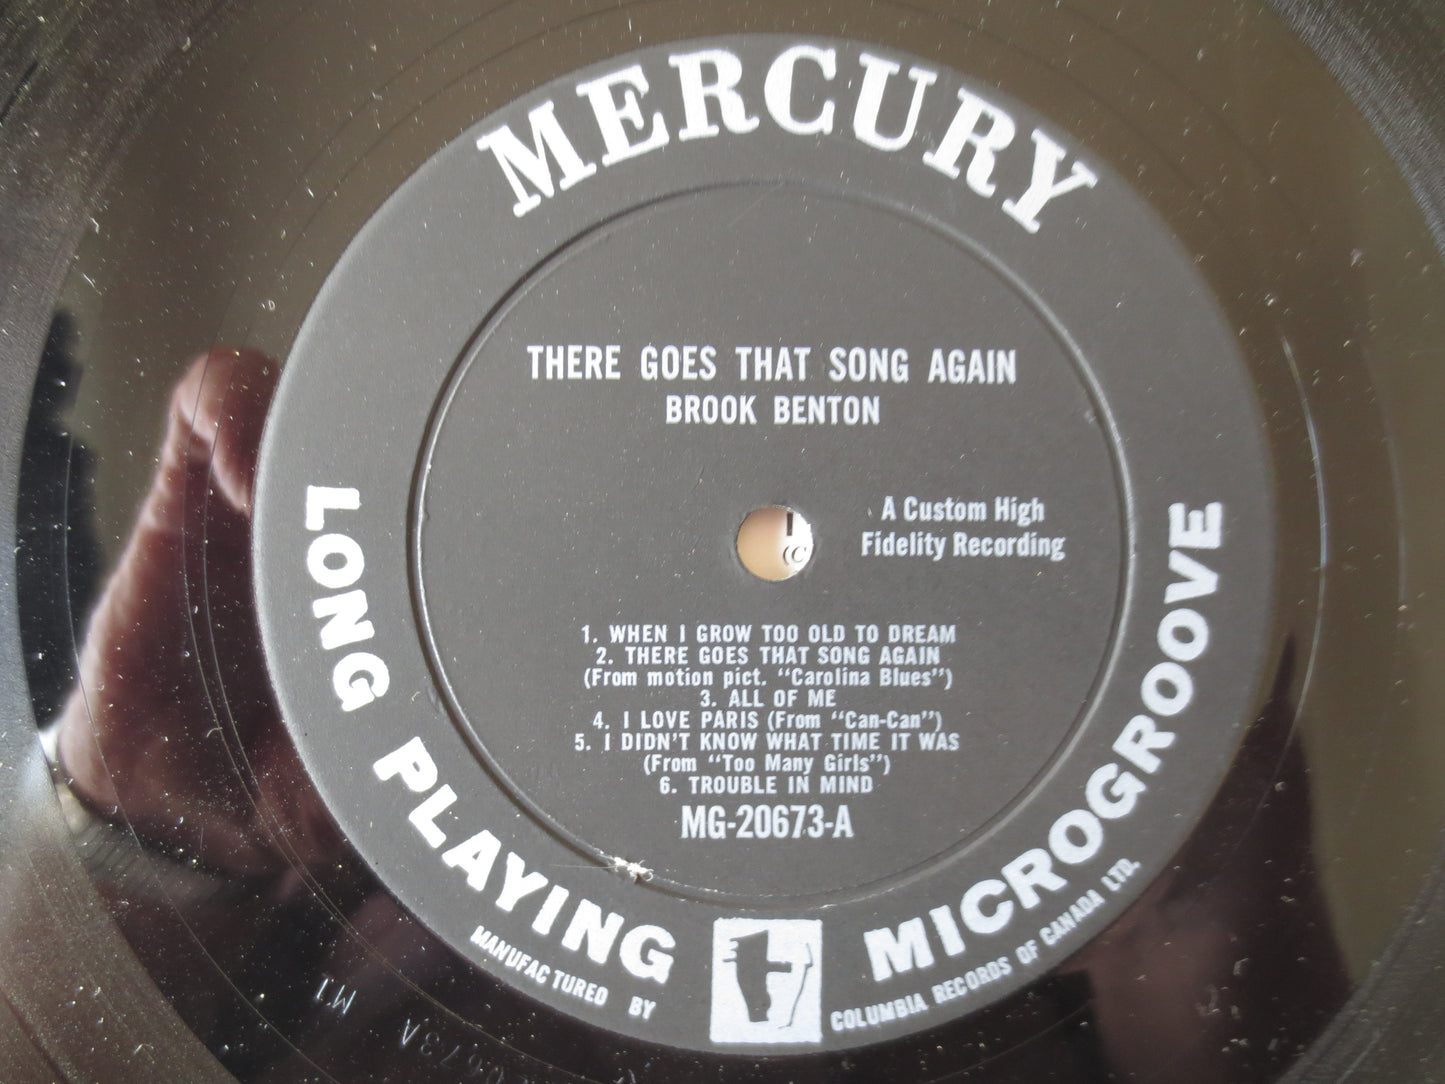 MERCURY
THERE GOES THAT SONG AGAIN
BROOK BENTON
A Custom High
Fidelity Recording
(C
1. WHEN I GROW TOO OLD TO DREAM
2. THERE GOES THAT SONG AGAIN
(From motion pict. "Carolina Blues")
3. ALL OF ME
4. I LOVE PARIS (From "Can-Can")
5. I DIDN'T KNOW WHAT TIME IT WAS
(From "Too Many Girls")
6. TROUBLE IN MIND
MG-20673-A
LONG PLAYING
MICROGROOVE
MANUFACTURED BY
COLUMBIA RECORDS OF CANADA LTD.
M1